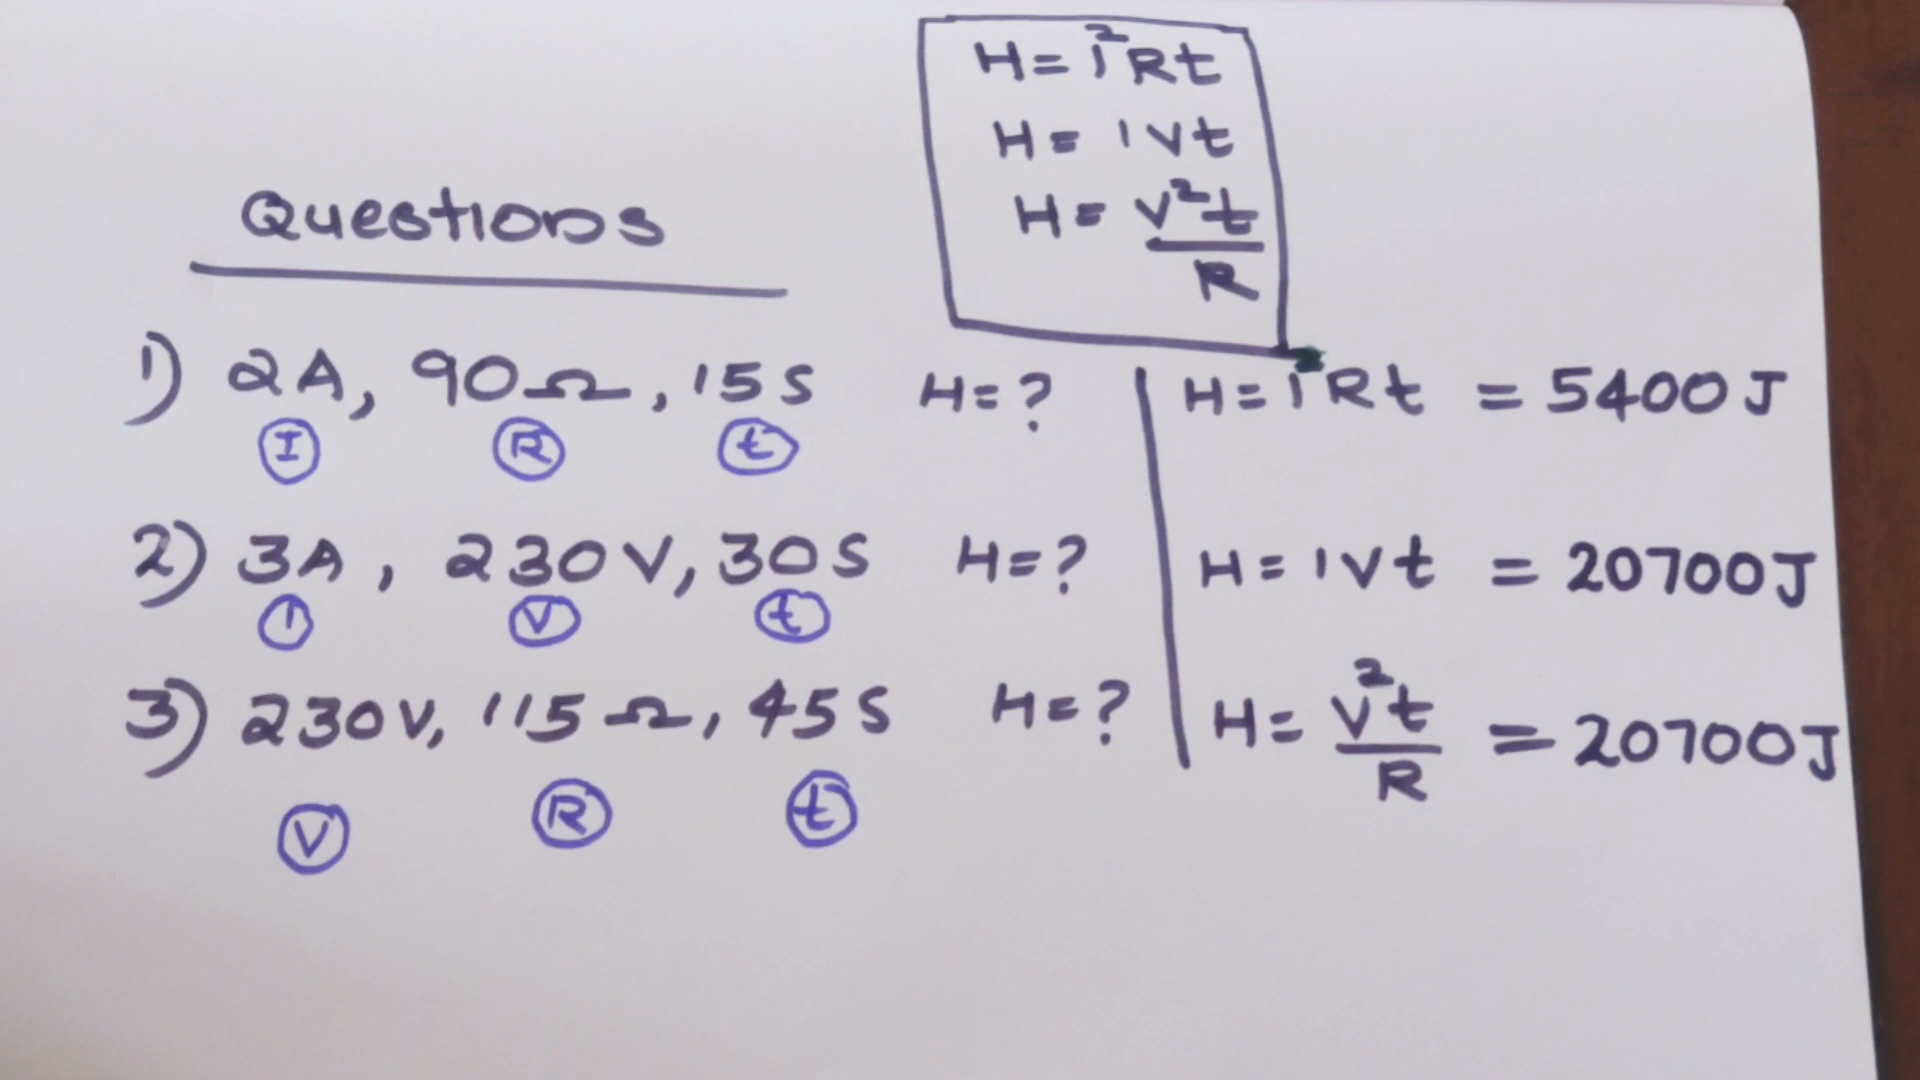 H = I²Rt
H = IVt
H = V²t/R
Questions
1) 2A, 90Ω, 15S H=? H = I²Rt = 5400J
I R t
2) 3A, 230V, 30S H=? H = IVt = 20700J
I V t
3) 230V, 115Ω, 45S H=? H = V²t/R = 20700J
V R t